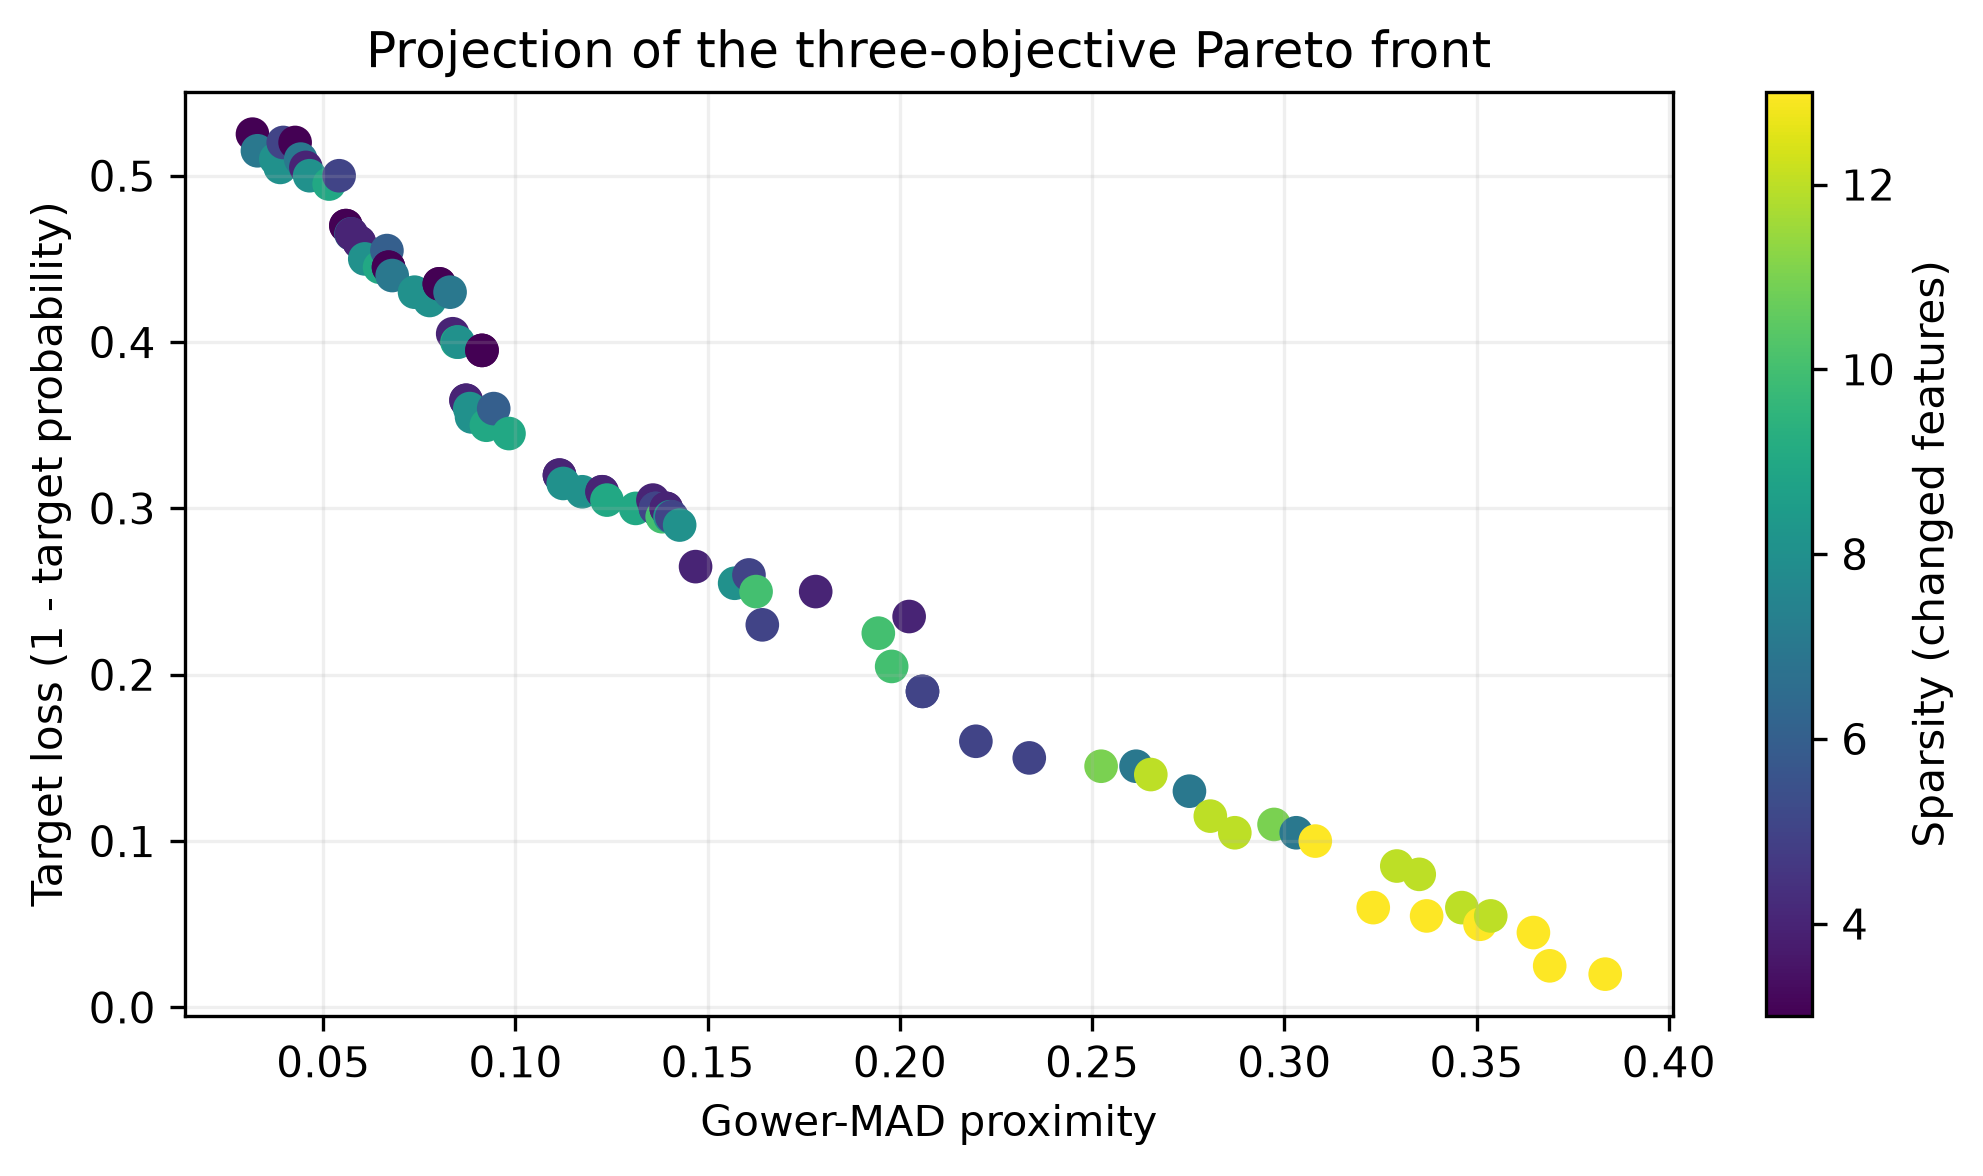 Projection of the three-objective Pareto front
Target loss (1 - target probability)
0.5
0.4
0.3
0.2
0.1
0.0
0.05 0.10 0.15 0.20 0.25 0.30 0.35 0.40
Gower-MAD proximity
12
10
8
6
4
Sparsity (changed features)